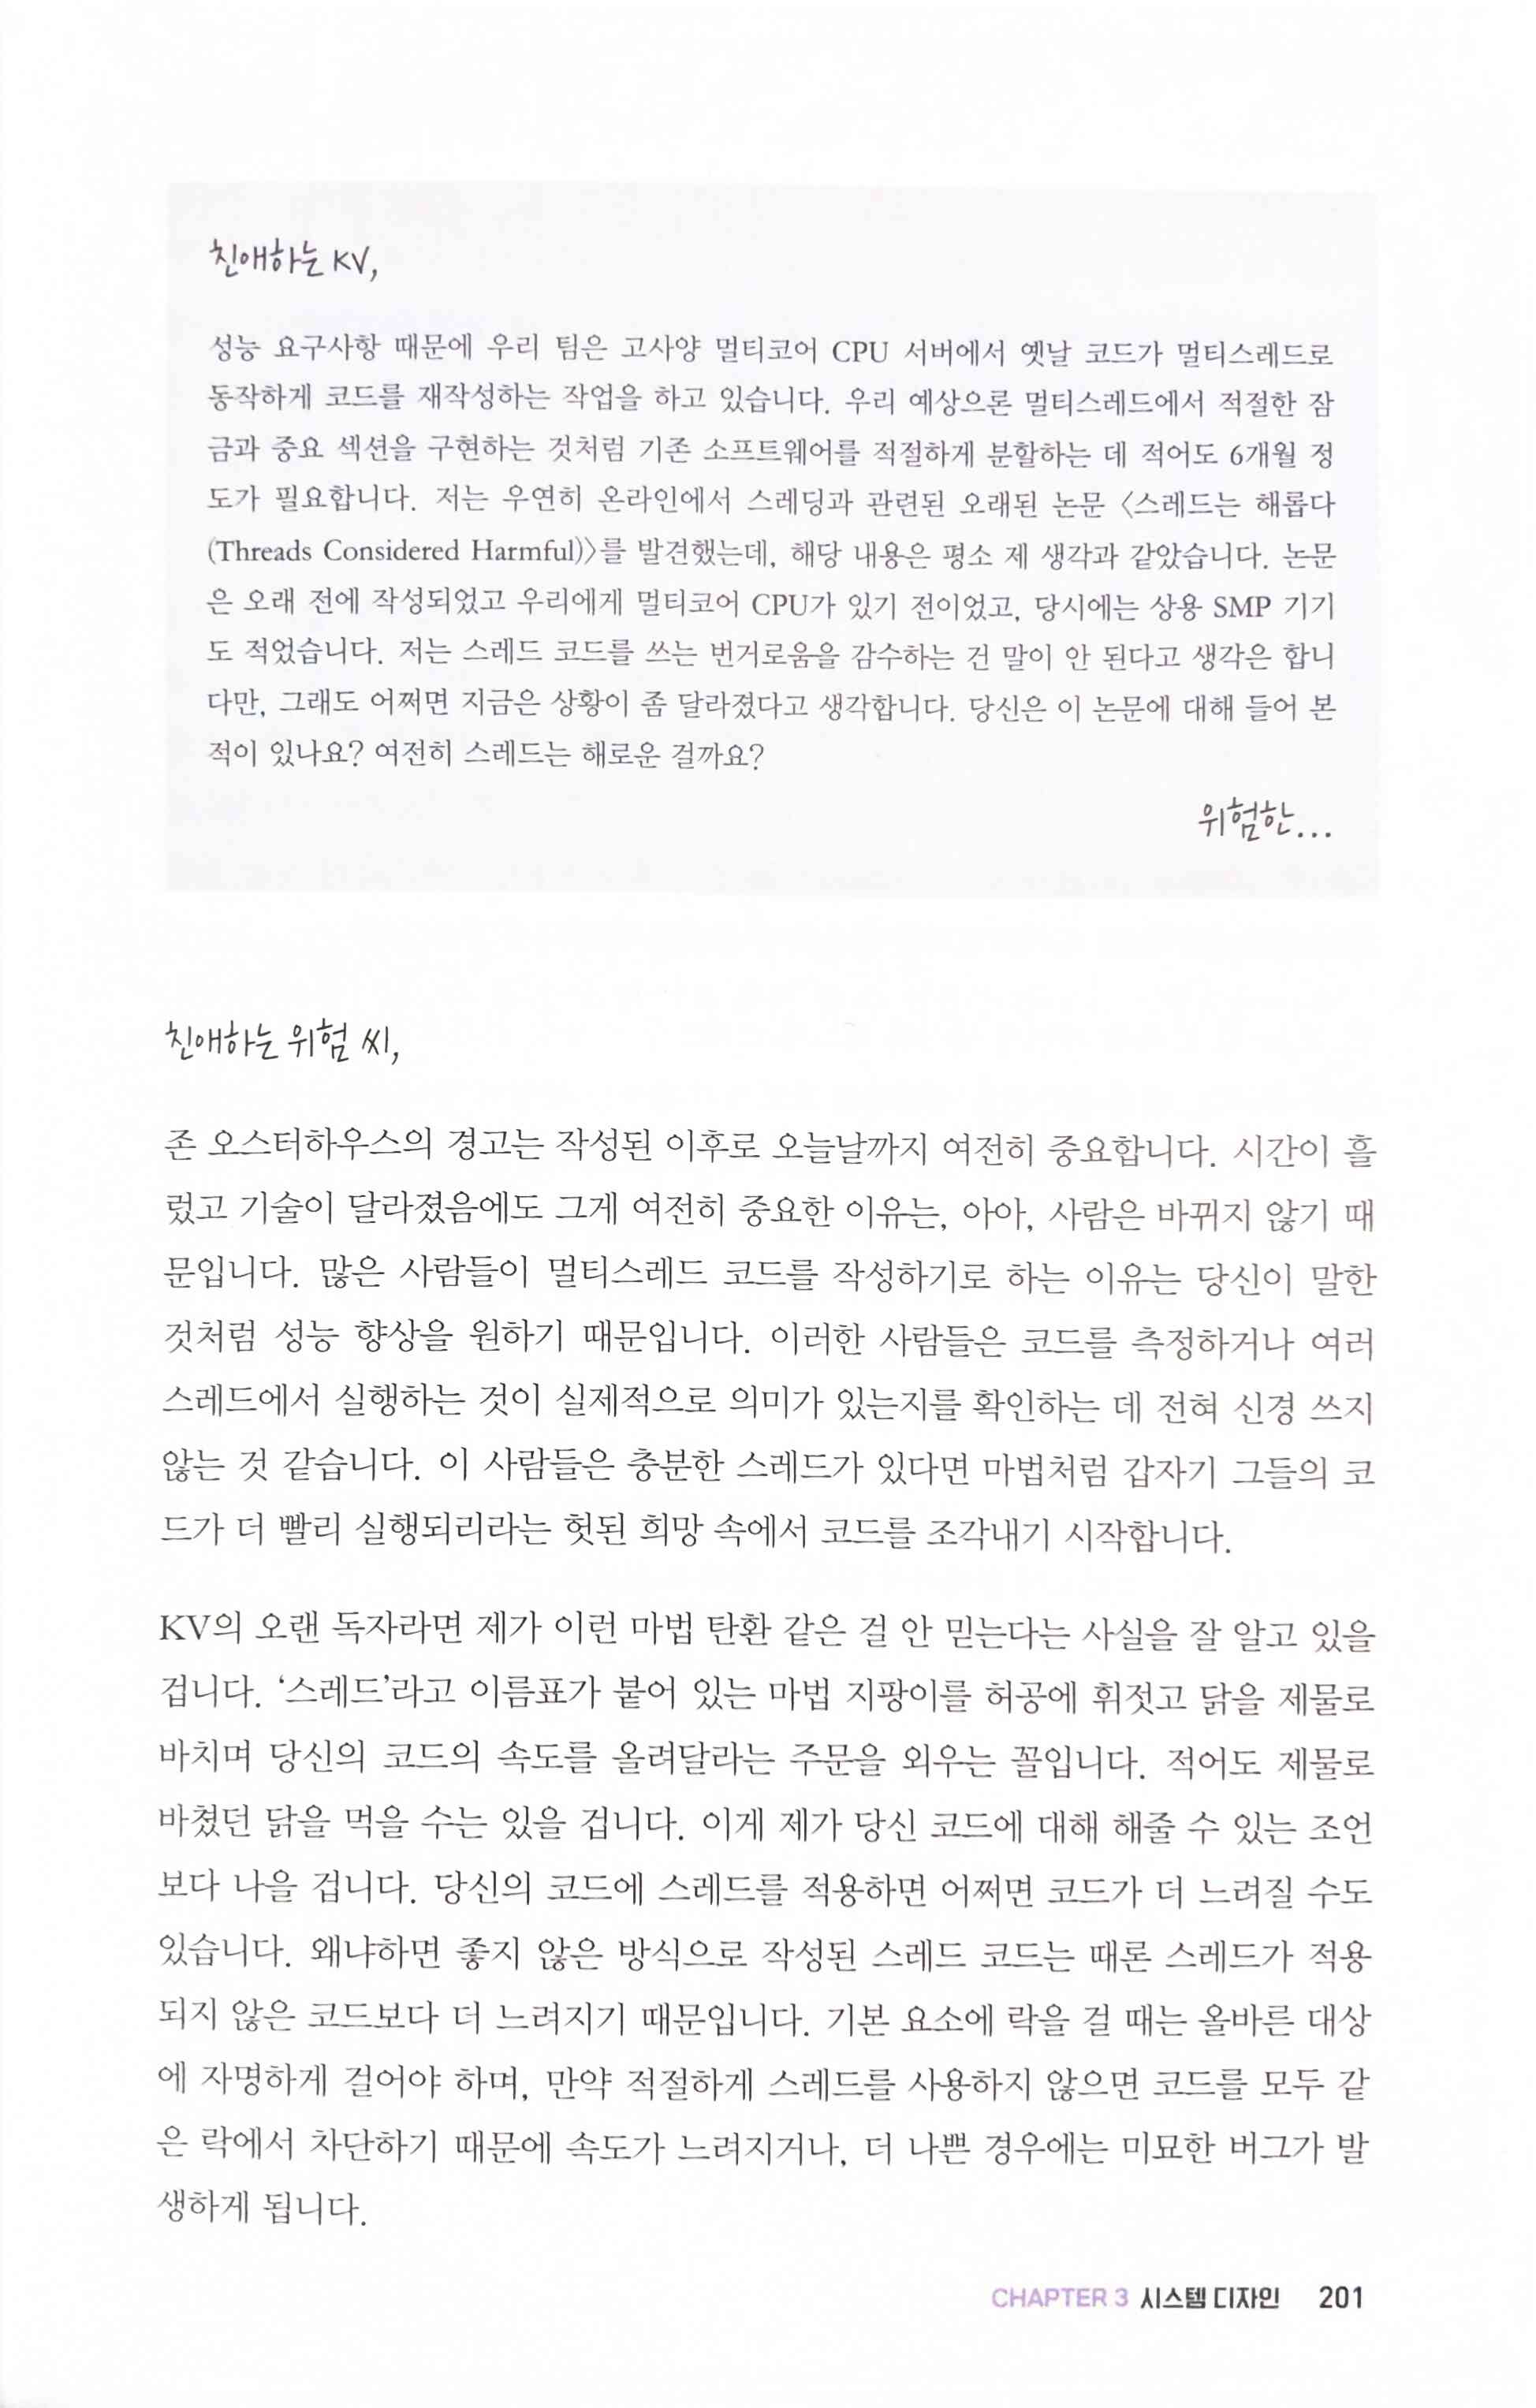 친애하는 KV,
성능 요구사항 때문에 우리 팀은 고사양 멀티코어 CPU 서버에서 옛날 코드가 멀티스레드로
동작하게 코드를 재작성하는 작업을 하고 있습니다. 우리 예상으론 멀티스레드에서 적절한 잠
금과 중요 섹션을 구현하는 것처럼 기존 소프트웨어를 적절하게 분할하는 데 적어도 6개월 정
도가 필요합니다. 저는 우연히 온라인에서 스레딩과 관련된 오래된 논문 〈스레드는 해롭다
(Threads Considered Harmful)〉를 발견했는데, 해당 내용은 평소 제 생각과 같았습니다. 논문
은 오래 전에 작성되었고 우리에게 멀티코어 CPU가 있기 전이었고, 당시에는 상용 SMP 기기
도 적었습니다. 저는 스레드 코드를 쓰는 번거로움을 감수하는 건 말이 안 된다고 생각은 합니
다만, 그래도 어쩌면 지금은 상황이 좀 달라졌다고 생각합니다. 당신은 이 논문에 대해 들어 본
적이 있나요? 여전히 스레드는 해로운 걸까요?
위험한...
친애하는 위험 씨,
존 오스터하우스의 경고는 작성된 이후로 오늘날까지 여전히 중요합니다. 시간이 흘
렀고 기술이 달라졌음에도 그게 여전히 중요한 이유는, 아아, 사람은 바뀌지 않기 때
문입니다. 많은 사람들이 멀티스레드 코드를 작성하기로 하는 이유는 당신이 말한
것처럼 성능 향상을 원하기 때문입니다. 이러한 사람들은 코드를 측정하거나 여러
스레드에서 실행하는 것이 실제적으로 의미가 있는지를 확인하는 데 전혀 신경 쓰지
않는 것 같습니다. 이 사람들은 충분한 스레드가 있다면 마법처럼 갑자기 그들의 코
드가 더 빨리 실행되리라는 헛된 희망 속에서 코드를 조각내기 시작합니다.
KV의 오랜 독자라면 제가 이런 마법 탄환 같은 걸 안 믿는다는 사실을 잘 알고 있을
겁니다. ‘스레드’라고 이름표가 붙어 있는 마법 지팡이를 허공에 휘젓고 닭을 제물로
바치며 당신의 코드의 속도를 올려달라는 주문을 외우는 꼴입니다. 적어도 제물로
바쳤던 닭을 먹을 수는 있을 겁니다. 이게 제가 당신 코드에 대해 해줄 수 있는 조언
보다 나을 겁니다. 당신의 코드에 스레드를 적용하면 어쩌면 코드가 더 느려질 수도
있습니다. 왜냐하면 좋지 않은 방식으로 작성된 스레드 코드는 때론 스레드가 적용
되지 않은 코드보다 더 느려지기 때문입니다. 기본 요소에 락을 걸 때는 올바른 대상
에 자명하게 걸어야 하며, 만약 적절하게 스레드를 사용하지 않으면 코드를 모두 같
은 락에서 차단하기 때문에 속도가 느려지거나, 더 나쁜 경우에는 미묘한 버그가 발
생하게 됩니다.
CHAPTER 3 시스템 디자인 201